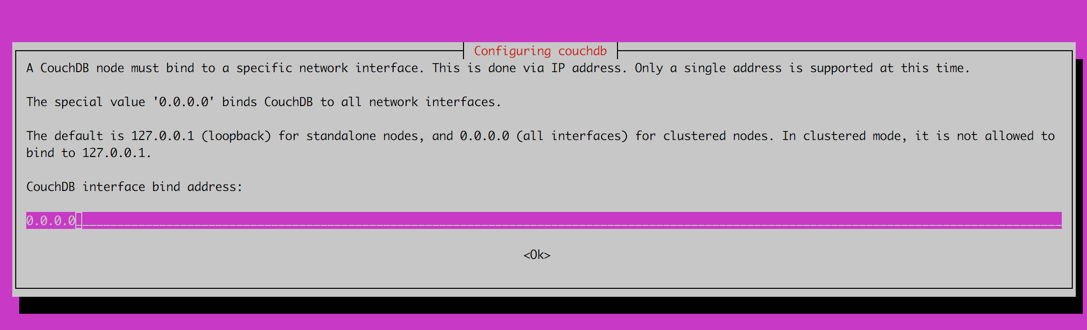 Configuring couchdb
A CouchDB node must bind to a specific network interface. This is done via IP address. Only a single address is supported at this time.
The special value '0.0.0.0' binds CouchDB to all network interfaces.
The default is 127.0.0.1 (loopback) for standalone nodes, and 0.0.0.0 (all interfaces) for clustered nodes. In clustered mode, it is not allowed to
bind to 127.0.0.1.
CouchDB interface bind address:
0.0.0.0
<Ok>